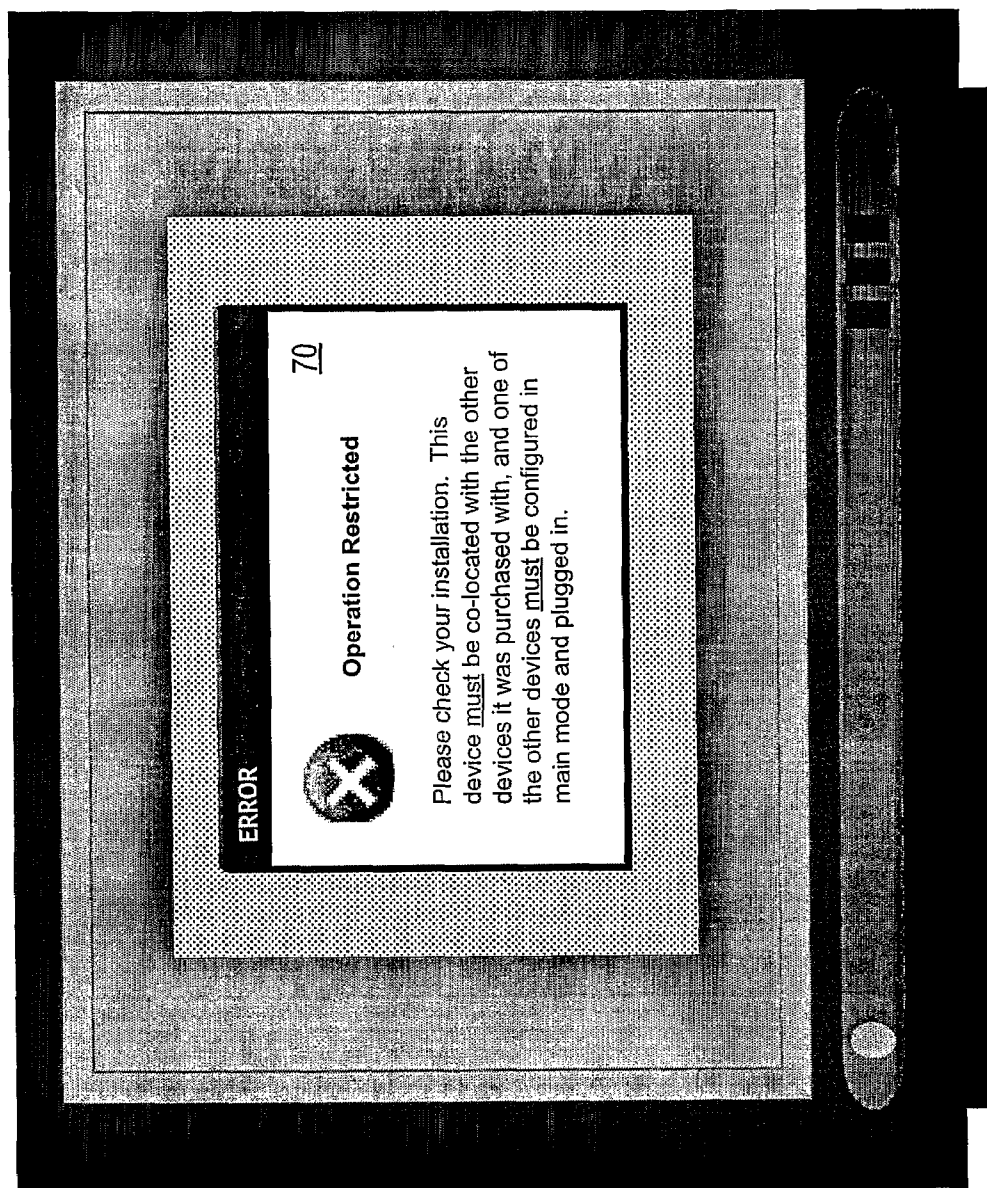 ERROR
70
Operation Restricted
Please check your installation. This
device must be co-located with the other
devices it was purchased with, and one of
the other devices must be configured in
main mode and plugged in.